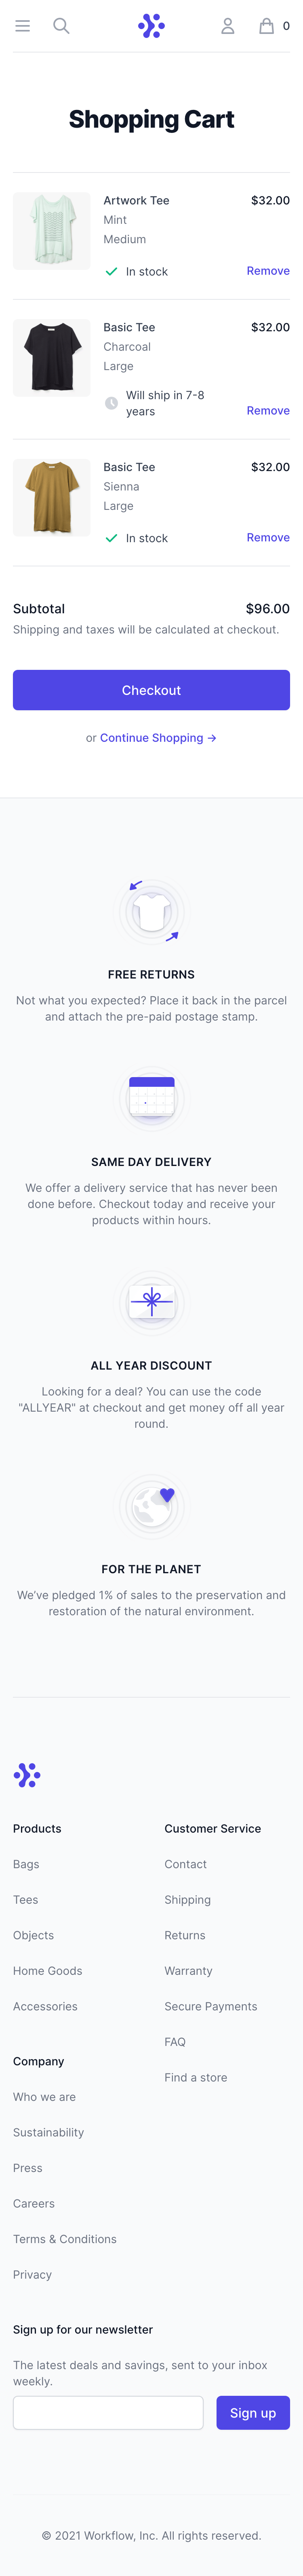 0
Shopping Cart
Artwork Tee $32.00
Mint
Medium
In stock Remove
Basic Tee $32.00
Charcoal
Large
Will ship in 7-8
years Remove
Basic Tee $32.00
Sienna
Large
In stock Remove
Subtotal $96.00
Shipping and taxes will be calculated at checkout.
Checkout
or Continue Shopping →
FREE RETURNS
Not what you expected? Place it back in the parcel
and attach the pre-paid postage stamp.
SAME DAY DELIVERY
We offer a delivery service that has never been
done before. Checkout today and receive your
products within hours.
ALL YEAR DISCOUNT
Looking for a deal? You can use the code
"ALLYEAR" at checkout and get money off all year
round.
FOR THE PLANET
We've pledged 1% of sales to the preservation and
restoration of the natural environment.
Products
Bags
Tees
Objects
Home Goods
Accessories
Company
Who we are
Sustainability
Press
Careers
Terms & Conditions
Privacy
Customer Service
Contact
Shipping
Returns
Warranty
Secure Payments
FAQ
Find a store
Sign up for our newsletter
The latest deals and savings, sent to your inbox
weekly.
Sign up
© 2021 Workflow, Inc. All rights reserved.